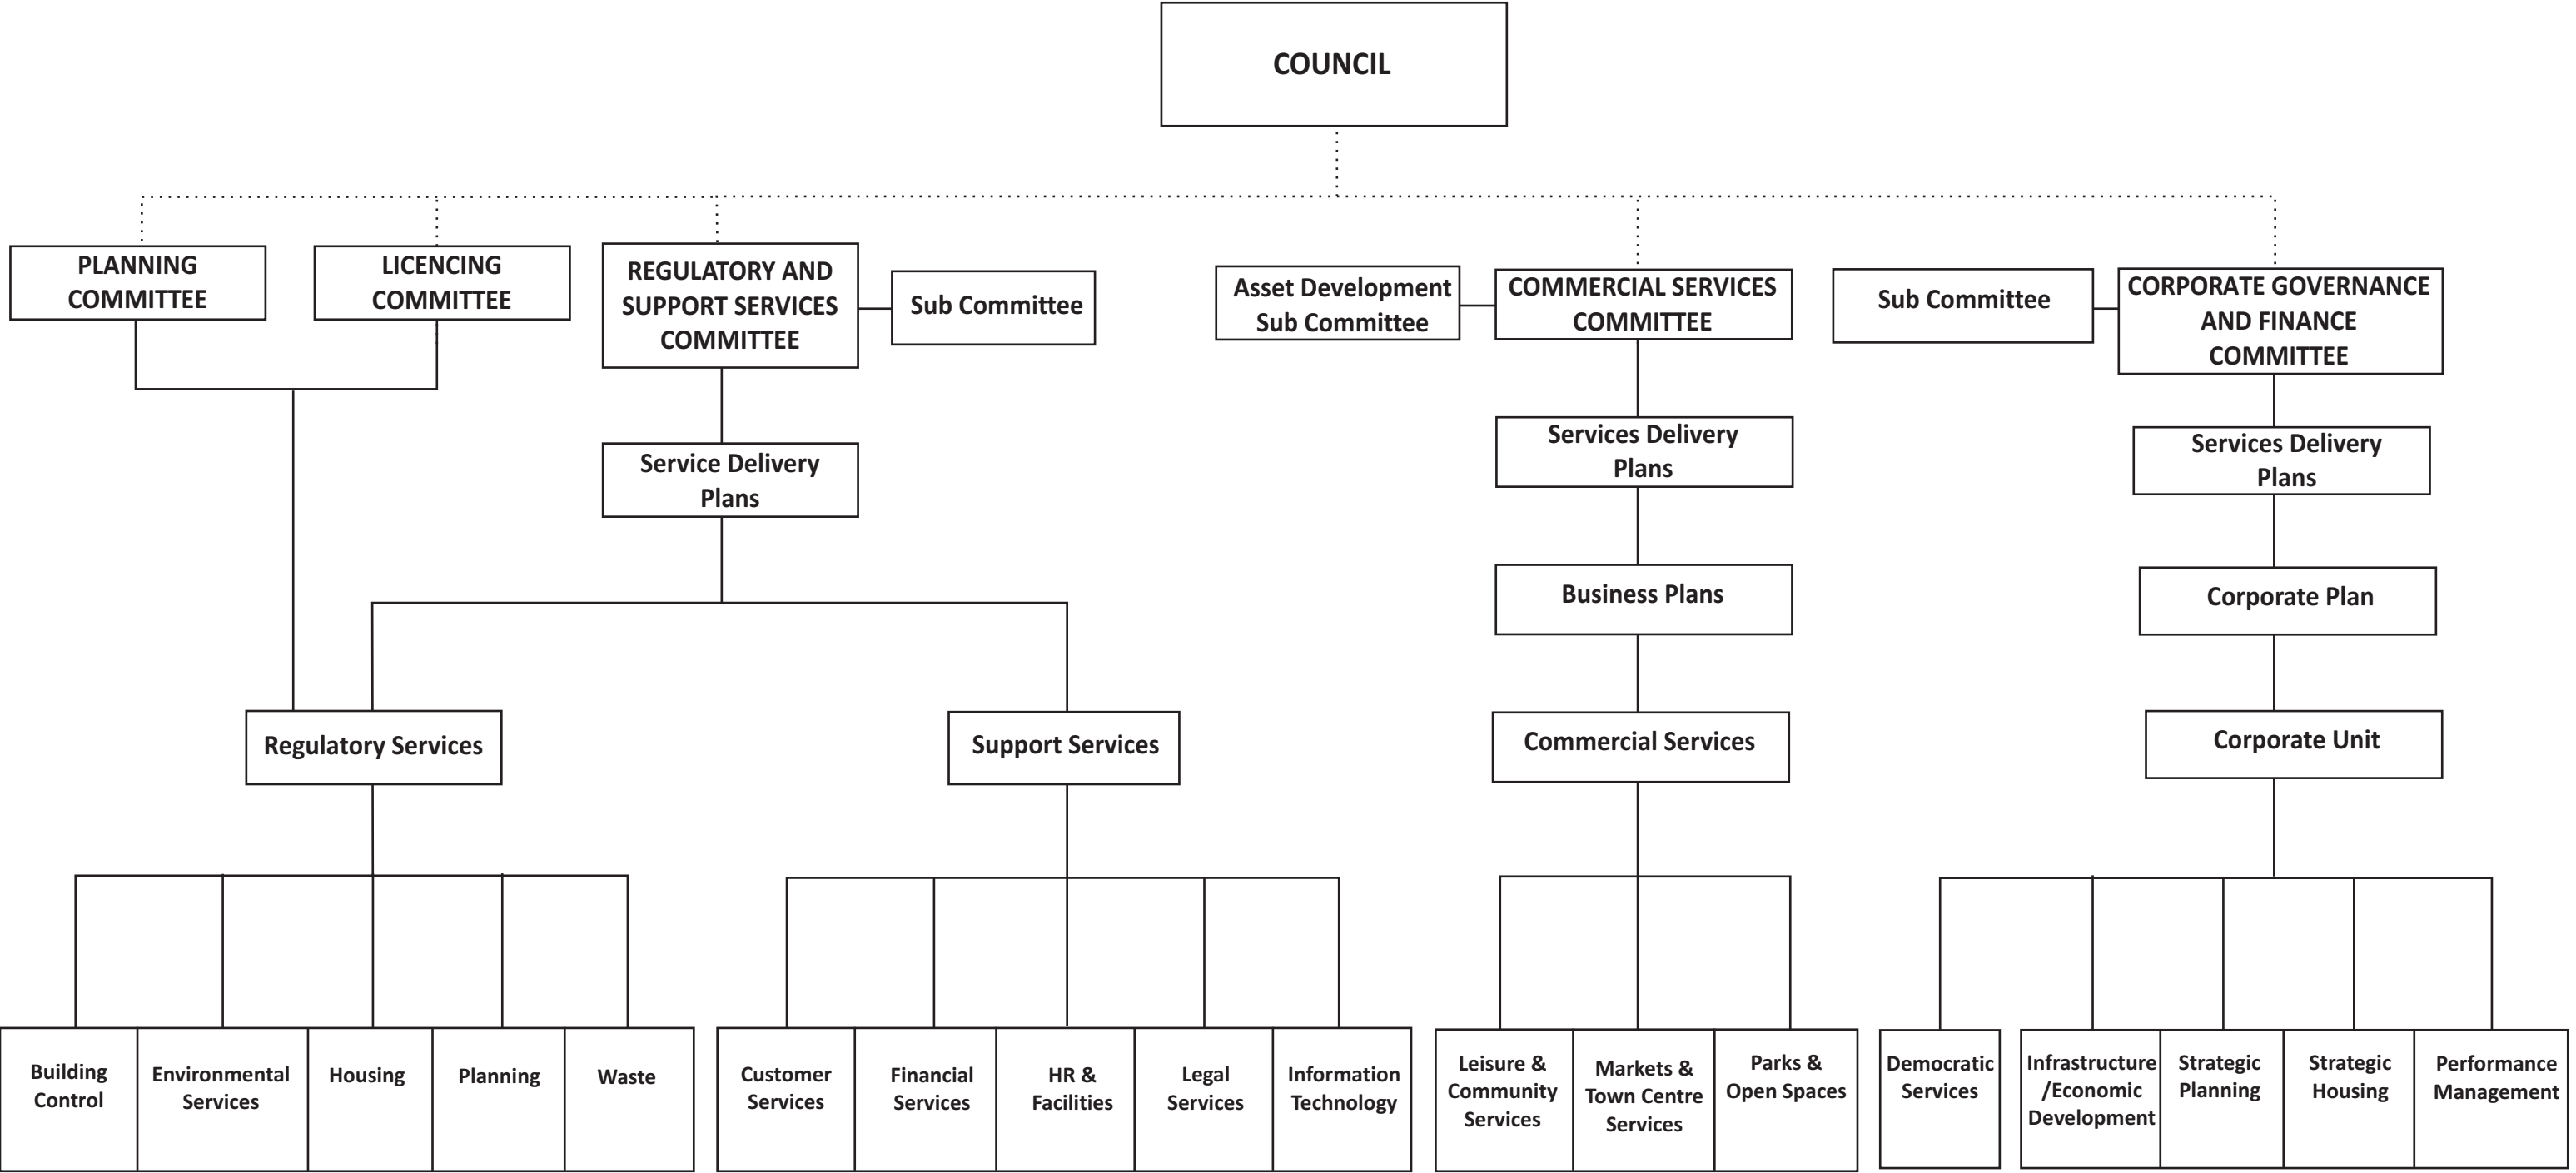 COUNCIL
PLANNING
COMMITTEE
LICENCING
COMMITTEE
REGULATORY AND
SUPPORT SERVICES
COMMITTEE
Sub Committee
Asset Development
Sub Committee
COMMERCIAL SERVICES
COMMITTEE
Sub Committee
CORPORATE GOVERNANCE
AND FINANCE
COMMITTEE
Service Delivery
Plans
Services Delivery
Plans
Services Delivery
Plans
Business Plans
Corporate Plan
Regulatory Services
Support Services
Commercial Services
Corporate Unit
Building
Control
Environmental
Services
Housing
Planning
Waste
Customer
Services
Financial
Services
HR &
Facilities
Legal
Services
Information
Technology
Leisure &
Community
Services
Markets &
Town Centre
Services
Parks &
Open Spaces
Democratic
Services
Infrastructure
/Economic
Development
Strategic
Planning
Strategic
Housing
Performance
Management